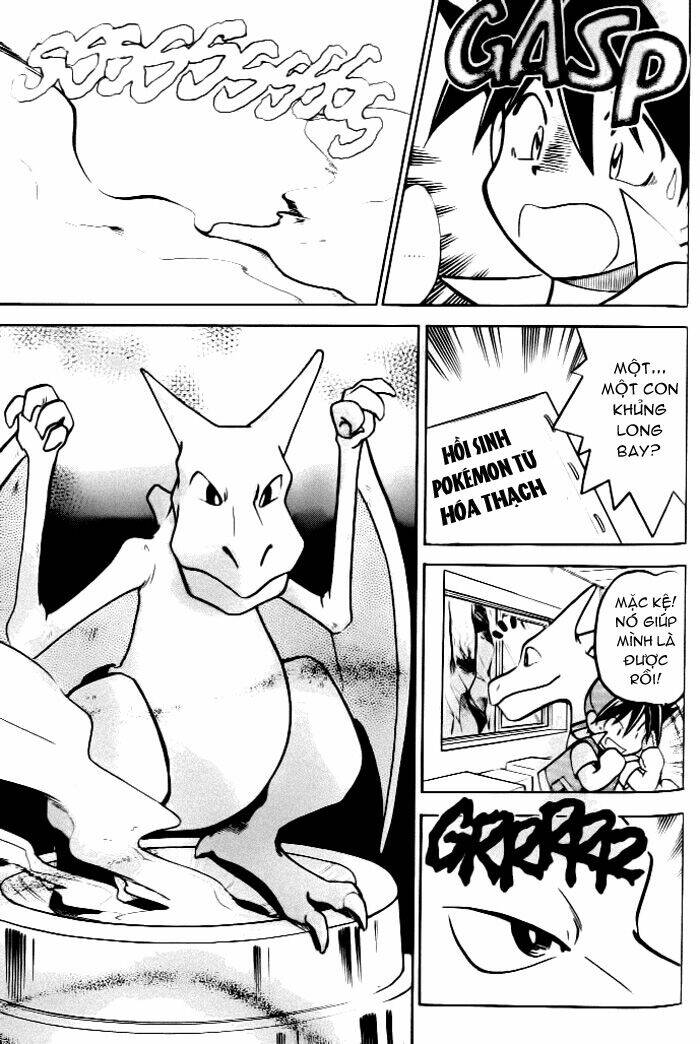 GASP
SSSSSSSSSSS
MỘT...
MỘT CON
KHỦNG
LONG
BAY?
HỒI SINH
POKÉMON TỪ
HÓA THẠCH
MẶC KỆ!
NÓ GIÚP
MÌNH LÀ
ĐƯỢC
RỒI!
GRRRRR